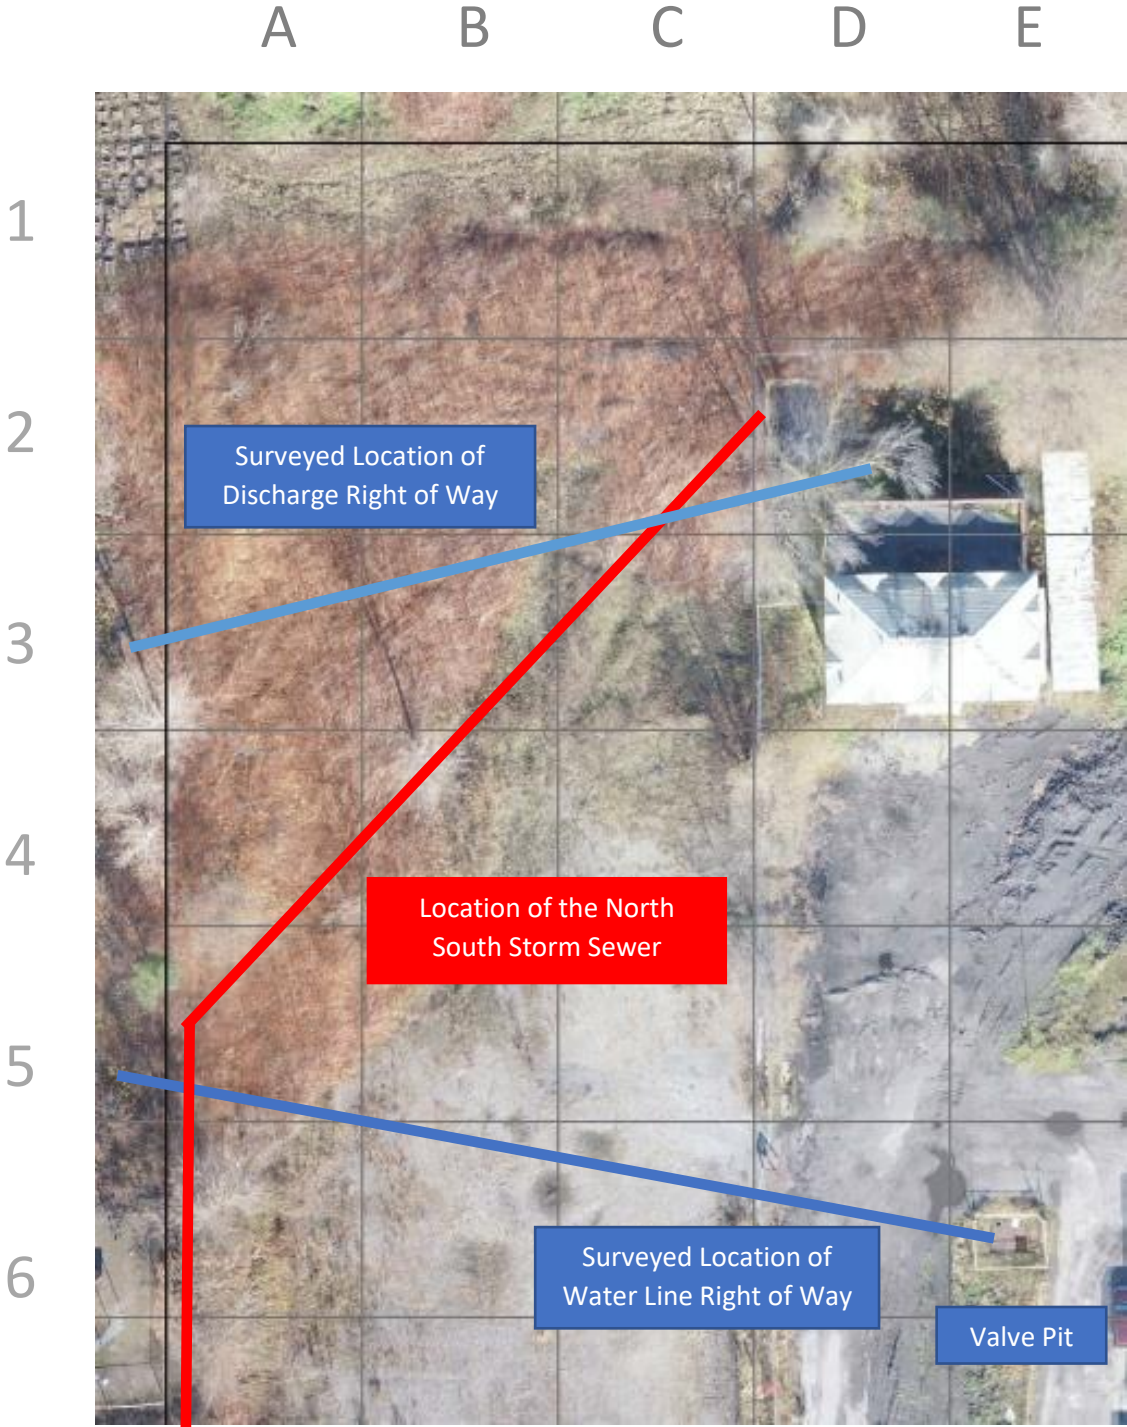 A B C D E
1
2
Surveyed Location of
Discharge Right of Way
3
4
Location of the North
South Storm Sewer
5
6
Surveyed Location of
Water Line Right of Way
Valve Pit